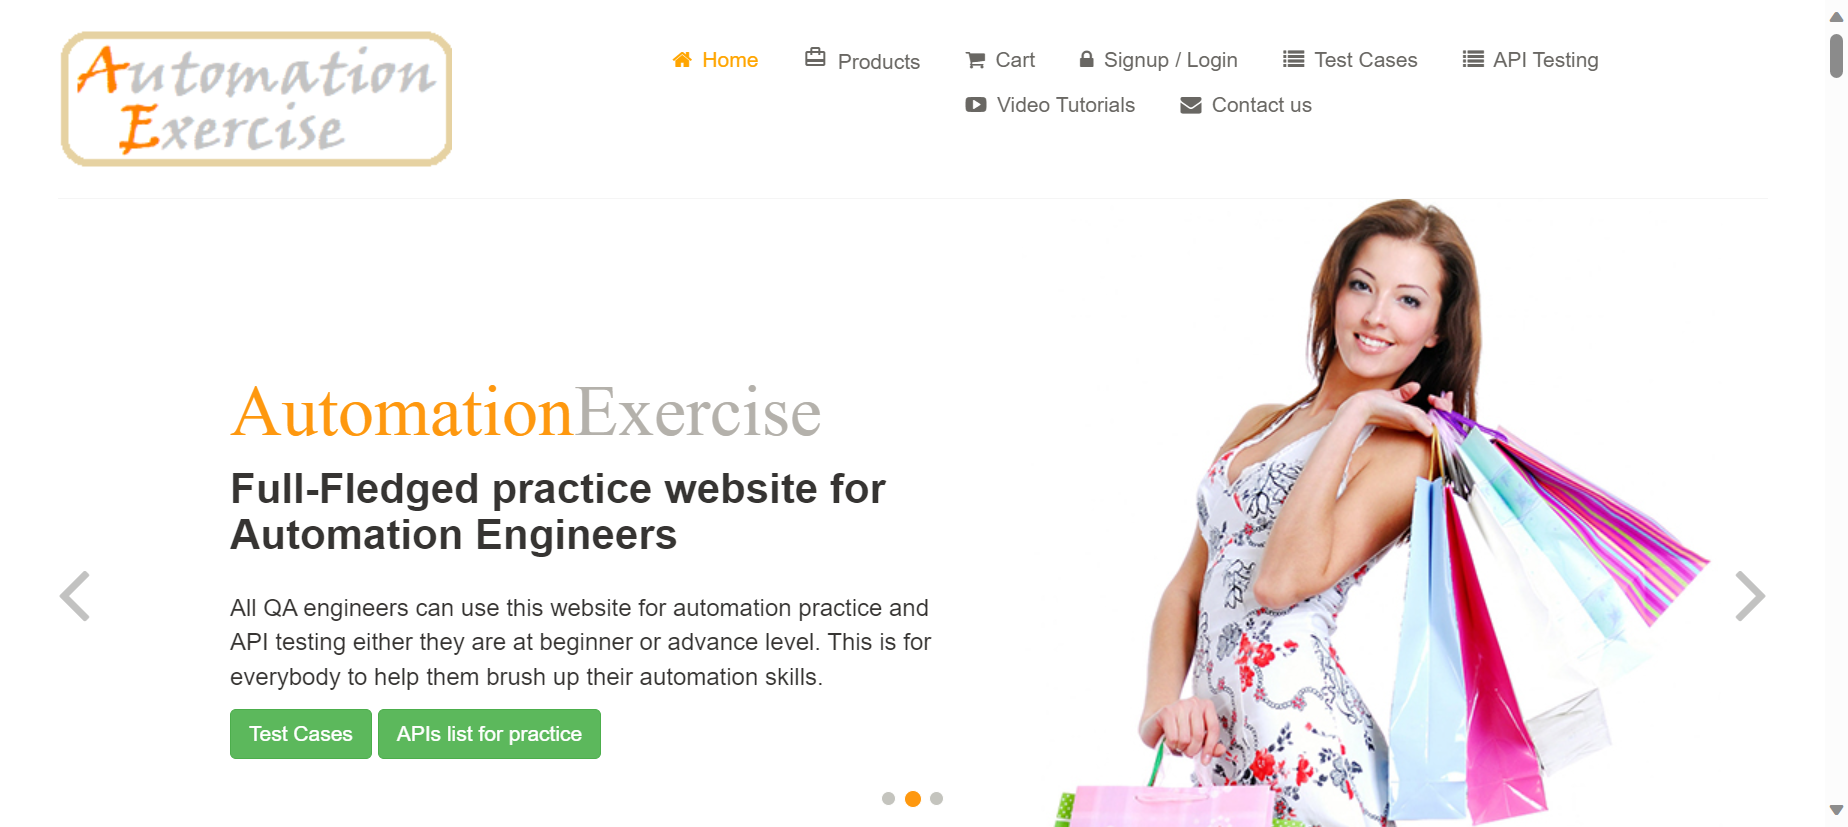 Automation
Exercise
Home
Products
Cart
Signup / Login
Test Cases
API Testing
Video Tutorials
Contact us
AutomationExercise
Full-Fledged practice website for
Automation Engineers
All QA engineers can use this website for automation practice and
API testing either they are at beginner or advance level. This is for
everybody to help them brush up their automation skills.
Test Cases
APIs list for practice